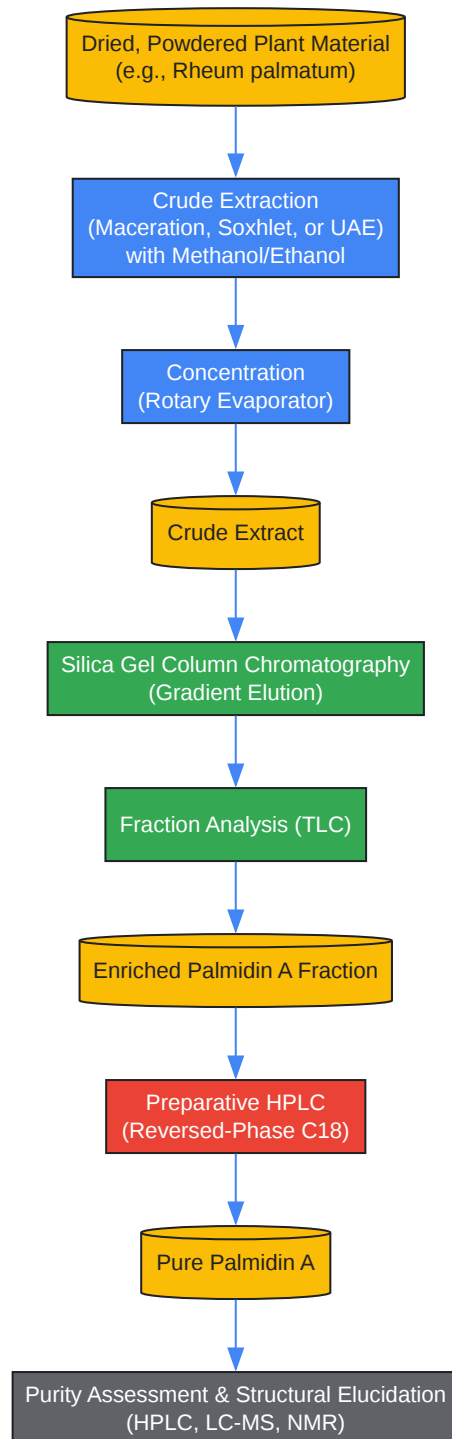 Dried, Powdered Plant Material
(e.g., Rheum palmatum)
Crude Extraction
(Maceration, Soxhlet, or UAE)
with Methanol/Ethanol
Concentration
(Rotary Evaporator)
Crude Extract
Silica Gel Column Chromatography
(Gradient Elution)
Fraction Analysis (TLC)
Enriched Palmidin A Fraction
Preparative HPLC
(Reversed-Phase C18)
Pure Palmidin A
Purity Assessment & Structural Elucidation
(HPLC, LC-MS, NMR)